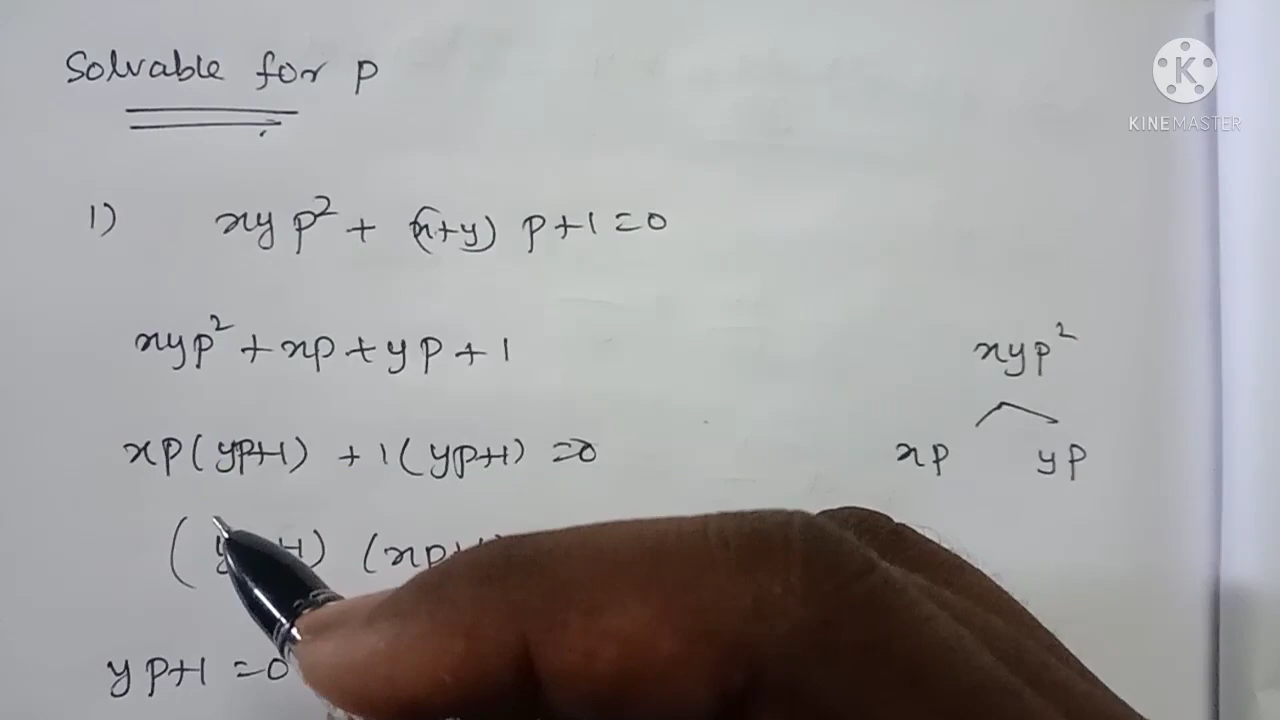 Solvable for p
K
KINEMASTER
1) xy p² + (x+y) p+1=0
xyp² + xp + yp + 1
xyp²
xp yp
xp(yp+1) + 1(yp+1) =0
( ) (xp+
yp+1 =0